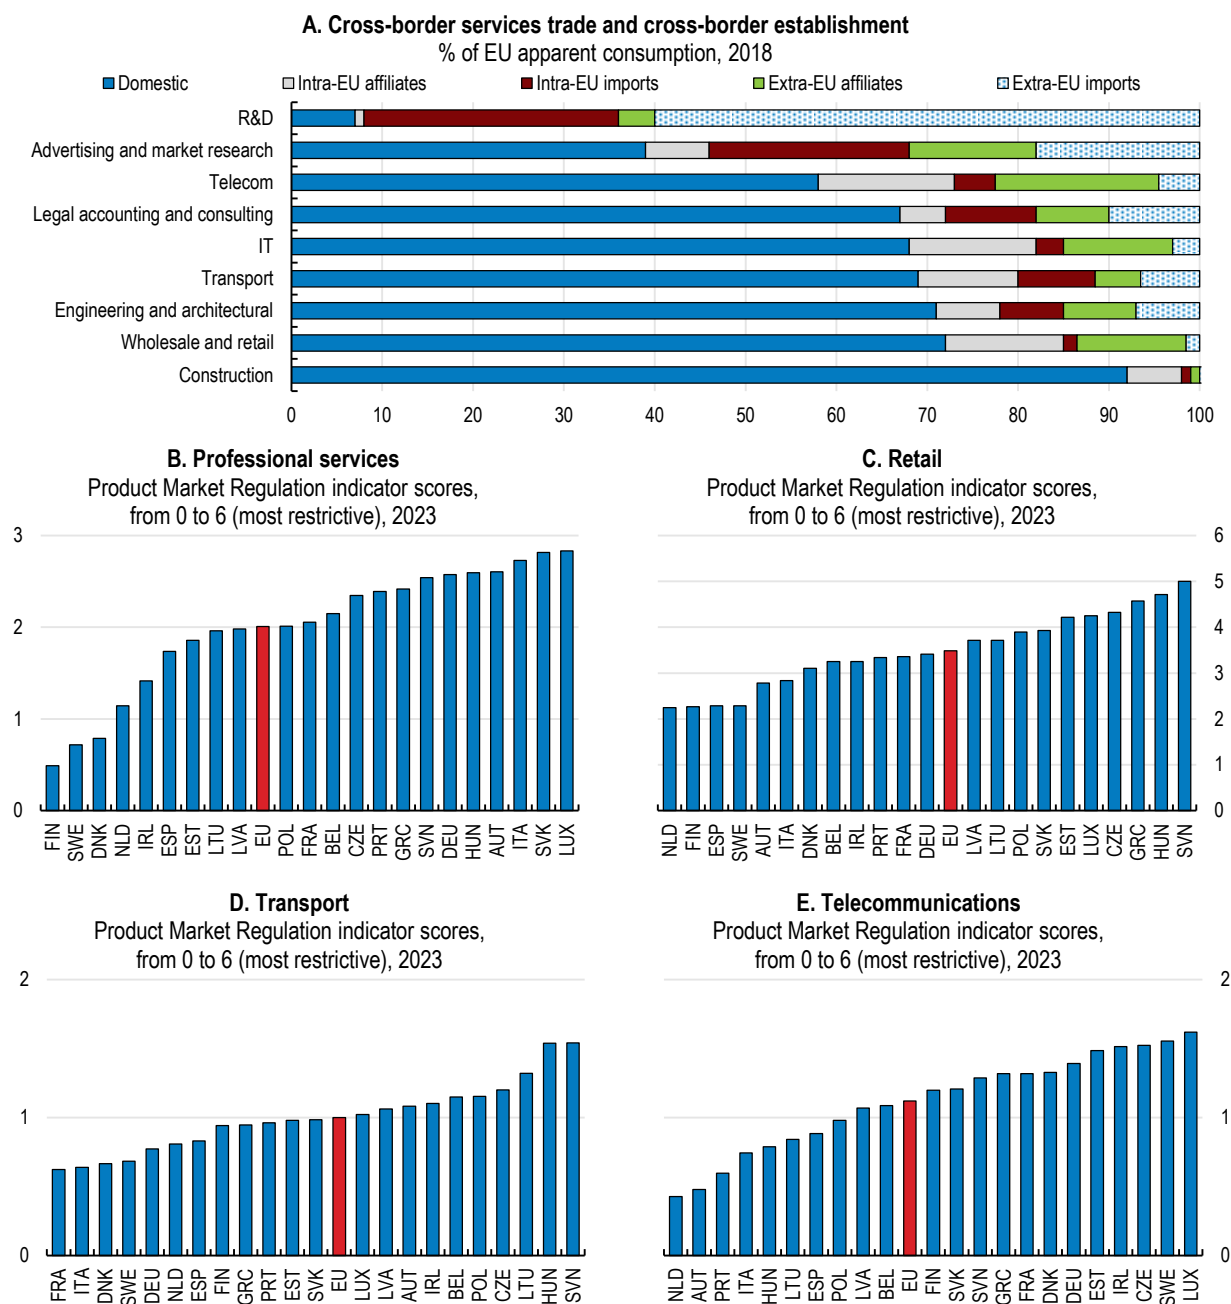 A. Cross-border services trade and cross-border establishment
% of EU apparent consumption, 2018
Domestic Intra-EU affiliates Intra-EU imports Extra-EU affiliates Extra-EU imports
R&D
Advertising and market research
Telecom
Legal accounting and consulting
IT
Transport
Engineering and architectural
Wholesale and retail
Construction
0 10 20 30 40 50 60 70 80 90 100
B. Professional services
Product Market Regulation indicator scores,
from 0 to 6 (most restrictive), 2023
3
2
1
0
FIN SWE DNK NLD IRL ESP EST LTU LVA EU POL FRA BEL CZE PRT GRC SVN DEU HUN AUT ITA SVK LUX
C. Retail
Product Market Regulation indicator scores,
from 0 to 6 (most restrictive), 2023
6
5
4
3
2
1
0
NLD FIN ESP SWE AUT ITA DNK BEL IRL PRT FRA DEU EU LVA LTU POL SVK EST LUX CZE GRC HUN SVN
D. Transport
Product Market Regulation indicator scores,
from 0 to 6 (most restrictive), 2023
2
1
0
FRA ITA DNK SWE DEU NLD ESP FIN GRC PRT EST SVK EU LUX LVA AUT IRL BEL POL CZE LTU HUN SVN
E. Telecommunications
Product Market Regulation indicator scores,
from 0 to 6 (most restrictive), 2023
2
1
0
NLD AUT PRT ITA HUN LTU ESP POL LVA BEL EU FIN SVK SVN GRC FRA DNK DEU EST IRL CZE SWE LUX